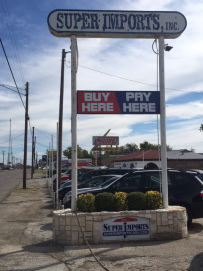 SUPER IMPORTS, INC.
BUY HERE
PAY HERE
SUPER IMPORTS